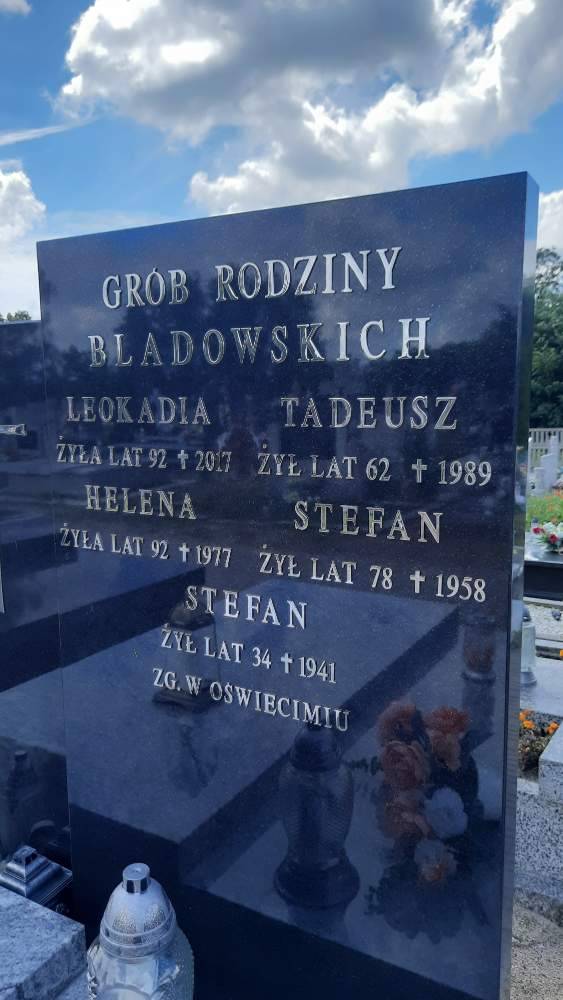 GRÓB RODZINY
BLADOWSKICH
LEOKADIA TADEUSZ
ŻYŁA LAT 92 † 2017 ŻYŁ LAT 62 † 1989
HELENA STEFAN
ŻYŁA LAT 92 † 1977 ŻYŁ LAT 78 † 1958
STEFAN
ŻYŁ LAT 34 † 1941
ZG. W OŚWIĘCIMIU